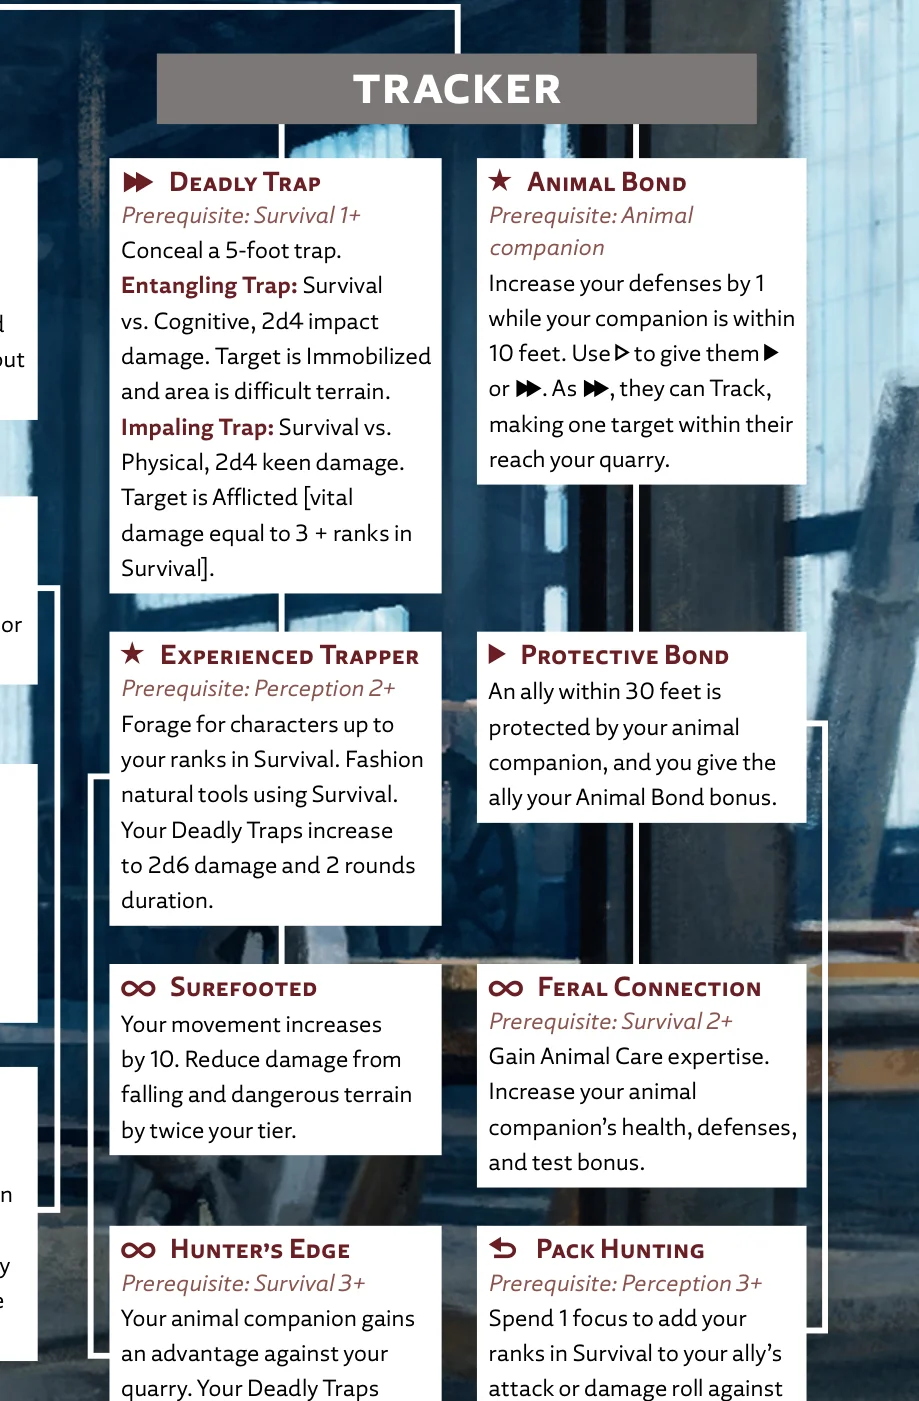 TRACKER
DEADLY TRAP
Prerequisite: Survival 1+
Conceal a 5-foot trap.
Entangling Trap: Survival
vs. Cognitive, 2d4 impact
damage. Target is Immobilized
and area is difficult terrain.
Impaling Trap: Survival vs.
Physical, 2d4 keen damage.
Target is Afflicted [vital
damage equal to 3 + ranks in
Survival].
EXPERIENCED TRAPPER
Prerequisite: Perception 2+
Forage for characters up to
your ranks in Survival. Fashion
natural tools using Survival.
Your Deadly Traps increase
to 2d6 damage and 2 rounds
duration.
SUREFOOTED
Your movement increases
by 10. Reduce damage from
falling and dangerous terrain
by twice your tier.
HUNTER'S EDGE
Prerequisite: Survival 3+
Your animal companion gains
an advantage against your
quarry. Your Deadly Traps
ANIMAL BOND
Prerequisite: Animal
companion
Increase your defenses by 1
while your companion is within
10 feet. Use ▷ to give them ▶
or ▶▶. As ▶▶, they can Track,
making one target within their
reach your quarry.
PROTECTIVE BOND
An ally within 30 feet is
protected by your animal
companion, and you give the
ally your Animal Bond bonus.
FERAL CONNECTION
Prerequisite: Survival 2+
Gain Animal Care expertise.
Increase your animal
companion's health, defenses,
and test bonus.
PACK HUNTING
Prerequisite: Perception 3+
Spend 1 focus to add your
ranks in Survival to your ally's
attack or damage roll against
or